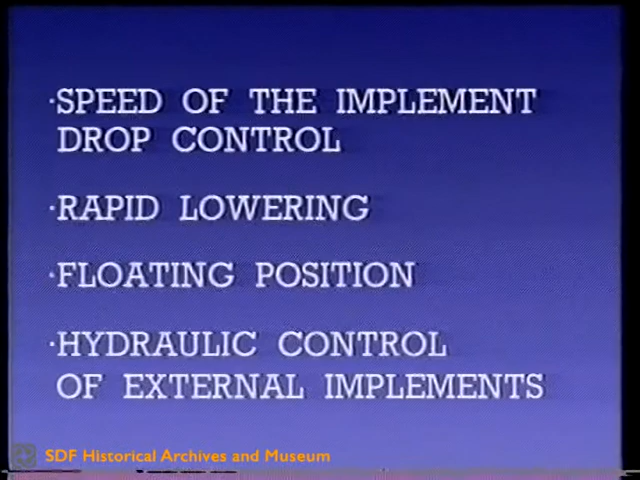 ·SPEED OF THE IMPLEMENT
DROP CONTROL
·RAPID LOWERING
·FLOATING POSITION
·HYDRAULIC CONTROL
OF EXTERNAL IMPLEMENTS
SDF Historical Archives and Museum